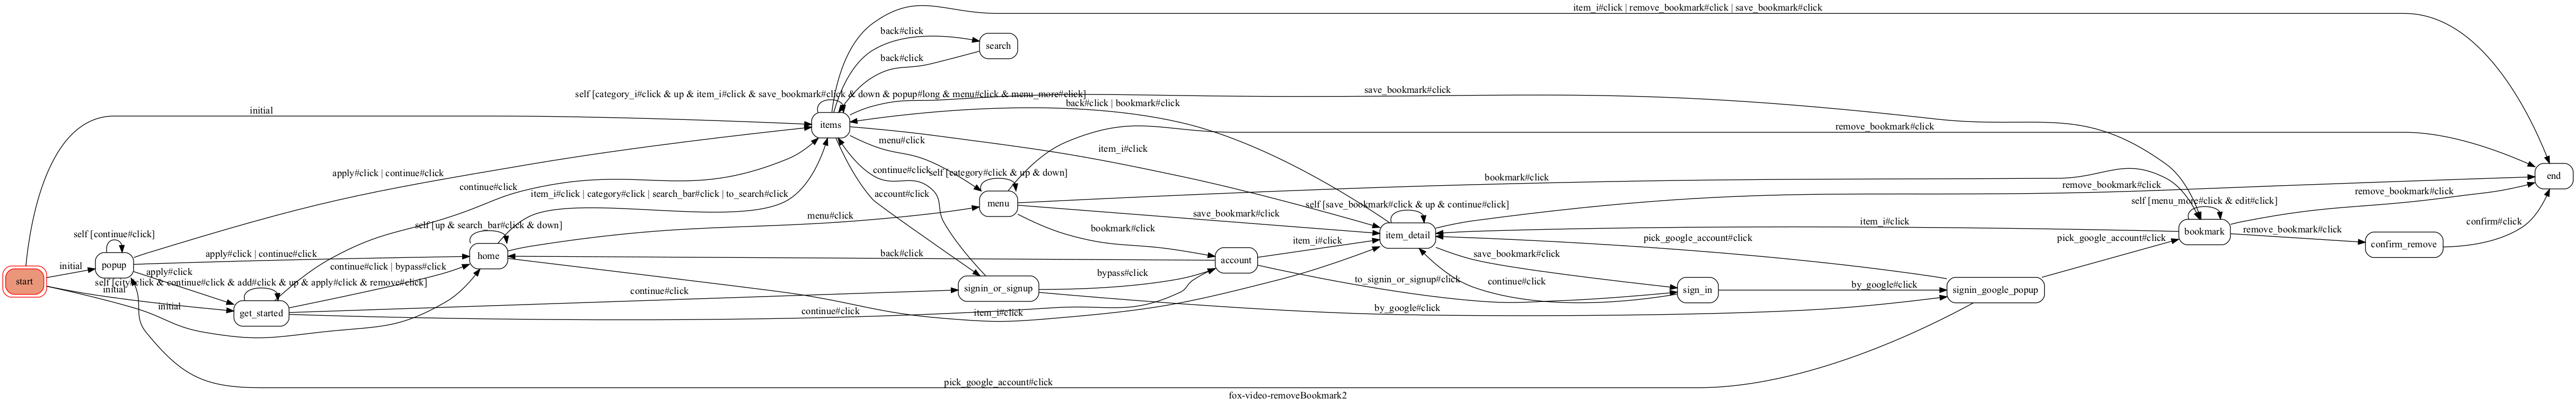 item_i#click | remove_bookmark#click | save_bookmark#click
back#click
search
back#click
save_bookmark#click
self [category_i#click & up & item_i#click & save_bookmark#click & down & popup#long & menu#click & menu_more#click]
back#click | bookmark#click
initial
items
remove_bookmark#click
menu#click
item_i#click
apply#click | continue#click
continue#click
self [category#click & up & down]
end
bookmark#click
continue#click
remove_bookmark#click
item_i#click | category#click | search_bar#click | to_search#click
account#click
remove_bookmark#click
menu
self [save_bookmark#click & up & continue#click]
self [menu_more#click & edit#click]
save_bookmark#click
menu#click
item_i#click
confirm#click
self [up & search_bar#click & down]
bookmark#click
bookmark
remove_bookmark#click
self [continue#click]
item_detail
item_i#click
pick_google_account#click
pick_google_account#click
confirm_remove
apply#click | continue#click
back#click
home
account
save_bookmark#click
initial
popup
continue#click | bypass#click
apply#click
bypass#click
to_signin_or_signup#click
start
self [city#click & continue#click & add#click & up & apply#click & remove#click]
continue#click
by_google#click
initial
continue#click
signin_or_signup
sign_in
signin_google_popup
initial
get_started
continue#click
item_i#click
by_google#click
pick_google_account#click
fox-video-removeBookmark2